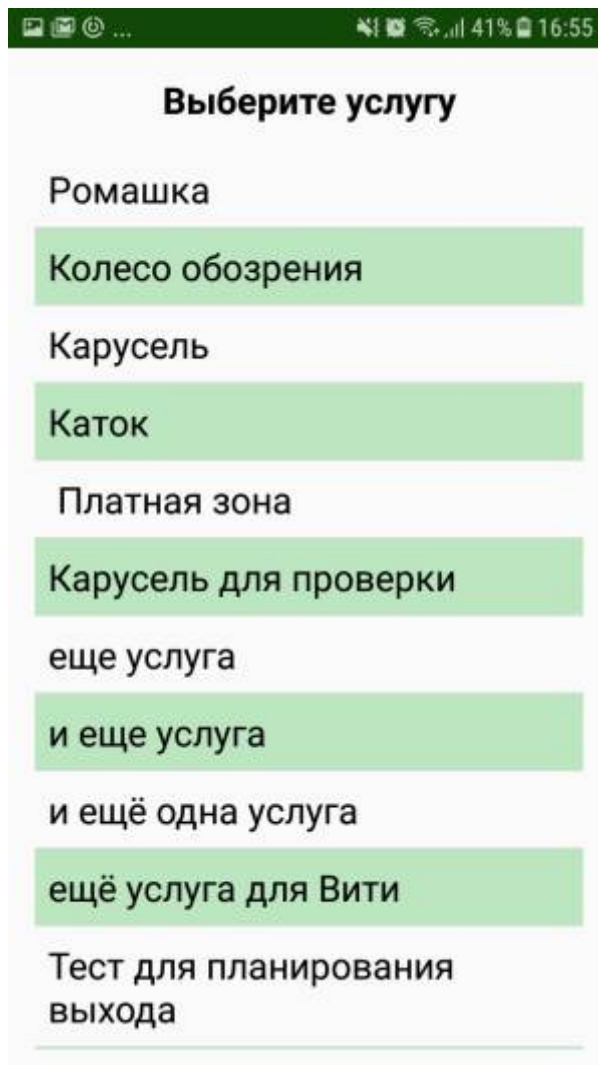 ... 41% 16:55
Выберите услугу
Ромашка
Колесо обозрения
Карусель
Каток
Платная зона
Карусель для проверки
еще услуга
и еще услуга
и ещё одна услуга
ещё услуга для Вити
Тест для планирования
выхода